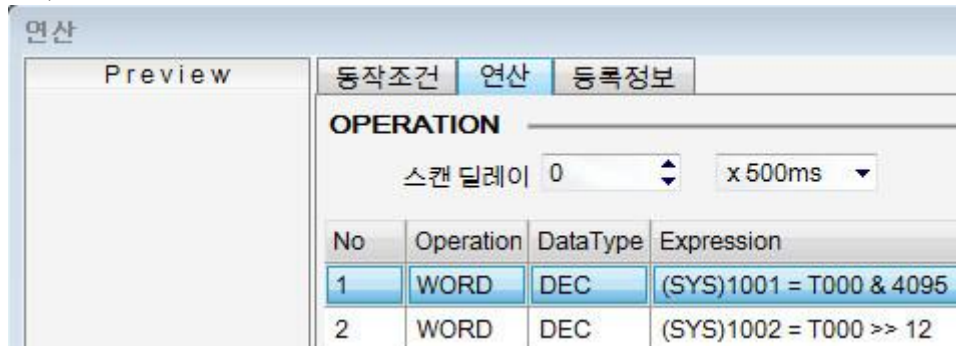 연산
Preview
동작조건 연산 등록정보
OPERATION
스캔 딜레이 0 x 500ms
No Operation DataType Expression
1 WORD DEC (SYS)1001 = T000 & 4095
2 WORD DEC (SYS)1002 = T000 >> 12